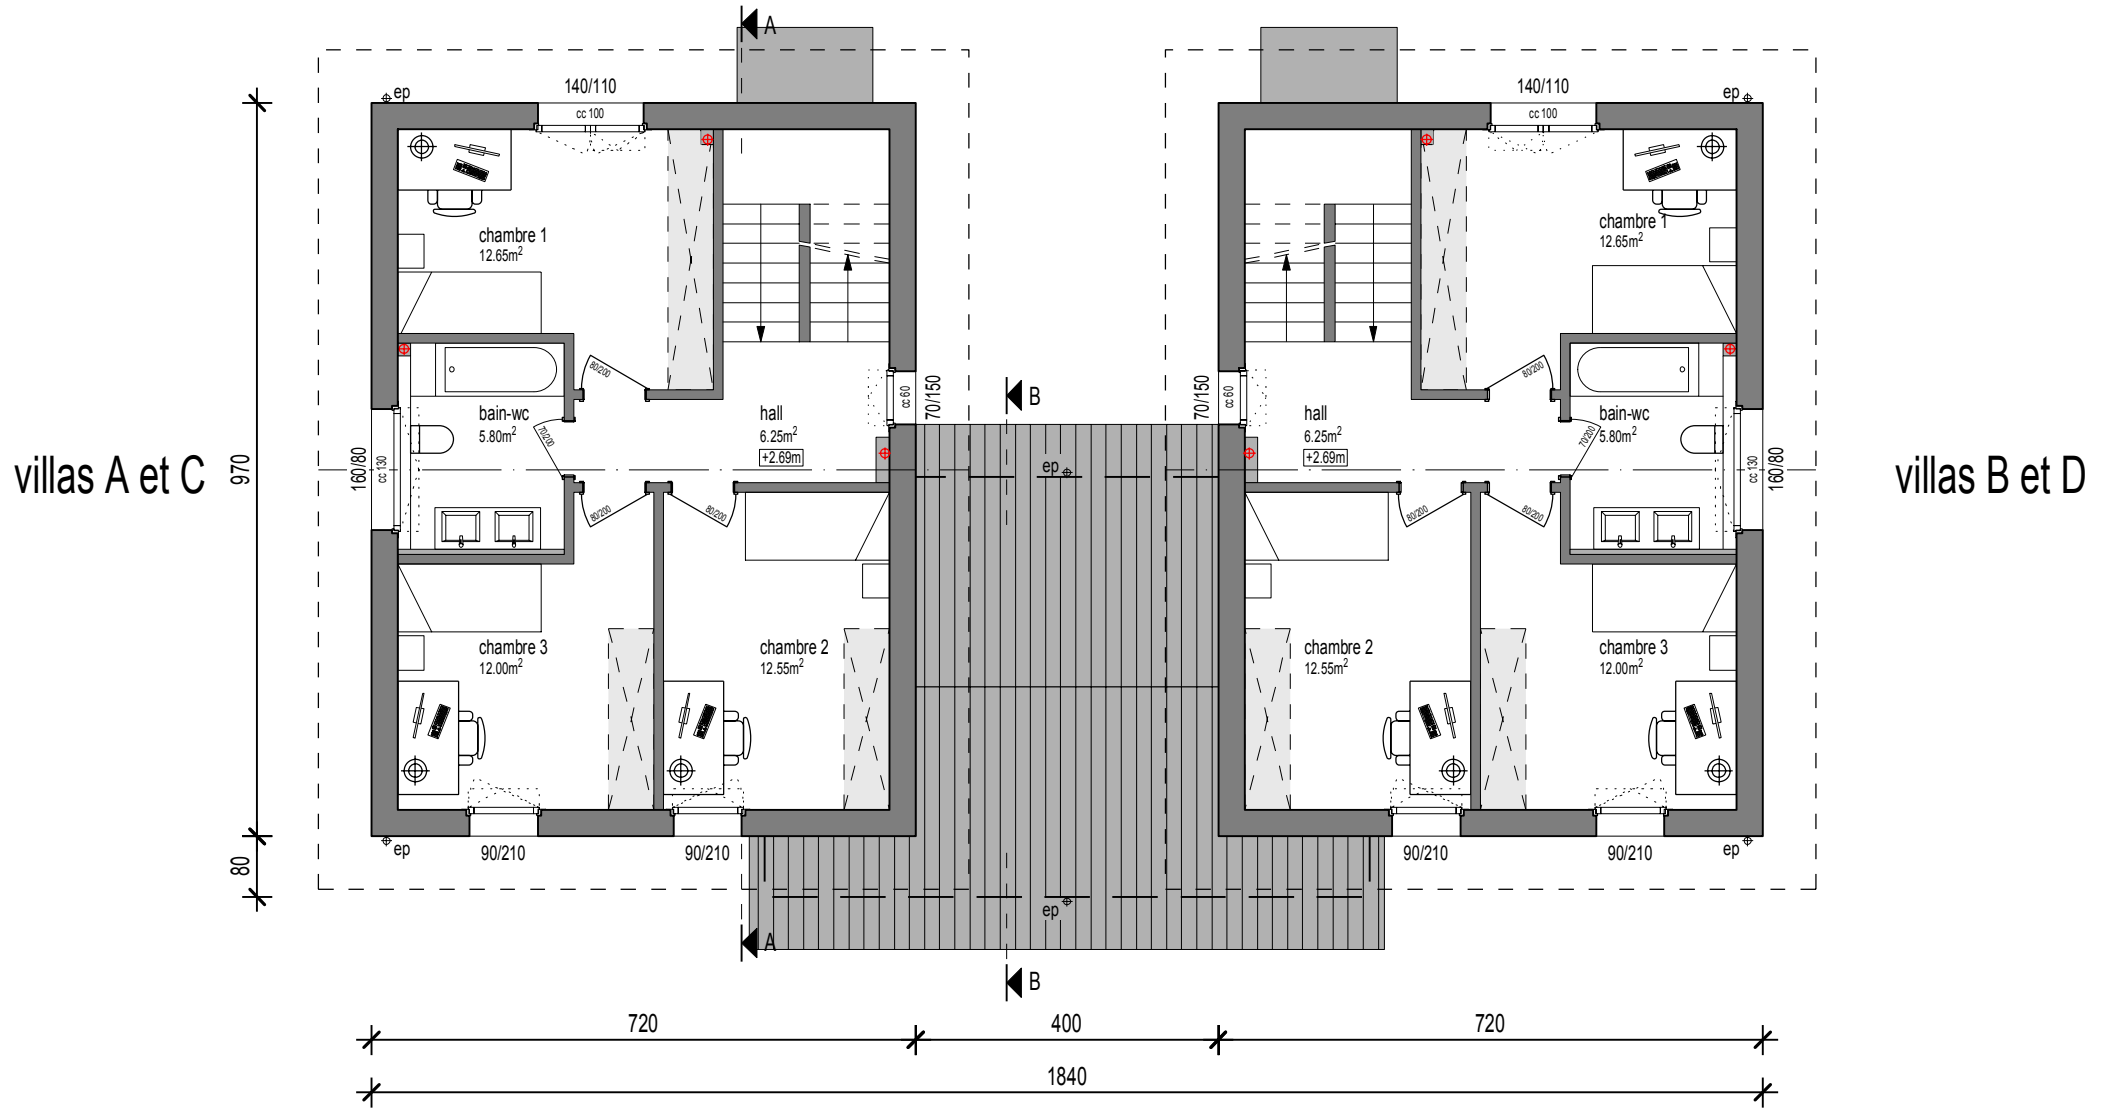 A
140/110
140/110
ep
ep
cc 100
cc 100
chambre 1
12.65m²
chambre 1
12.65m²
80/200
80/200
B
70/150
cc 60
70/150
cc 60
bain-wc
5.80m²
70/200
hall
6.25m²
+2.69m
hall
6.25m²
+2.69m
bain-wc
5.80m²
70/200
villas A et C
970
160/80
cc 130
ep
cc 130
160/80
villas B et D
80/200
80/200
80/200
80/200
chambre 3
12.00m²
chambre 2
12.55m²
chambre 2
12.55m²
chambre 3
12.00m²
80
ep
90/210
90/210
90/210
90/210
ep
ep
A
B
720
400
720
1840